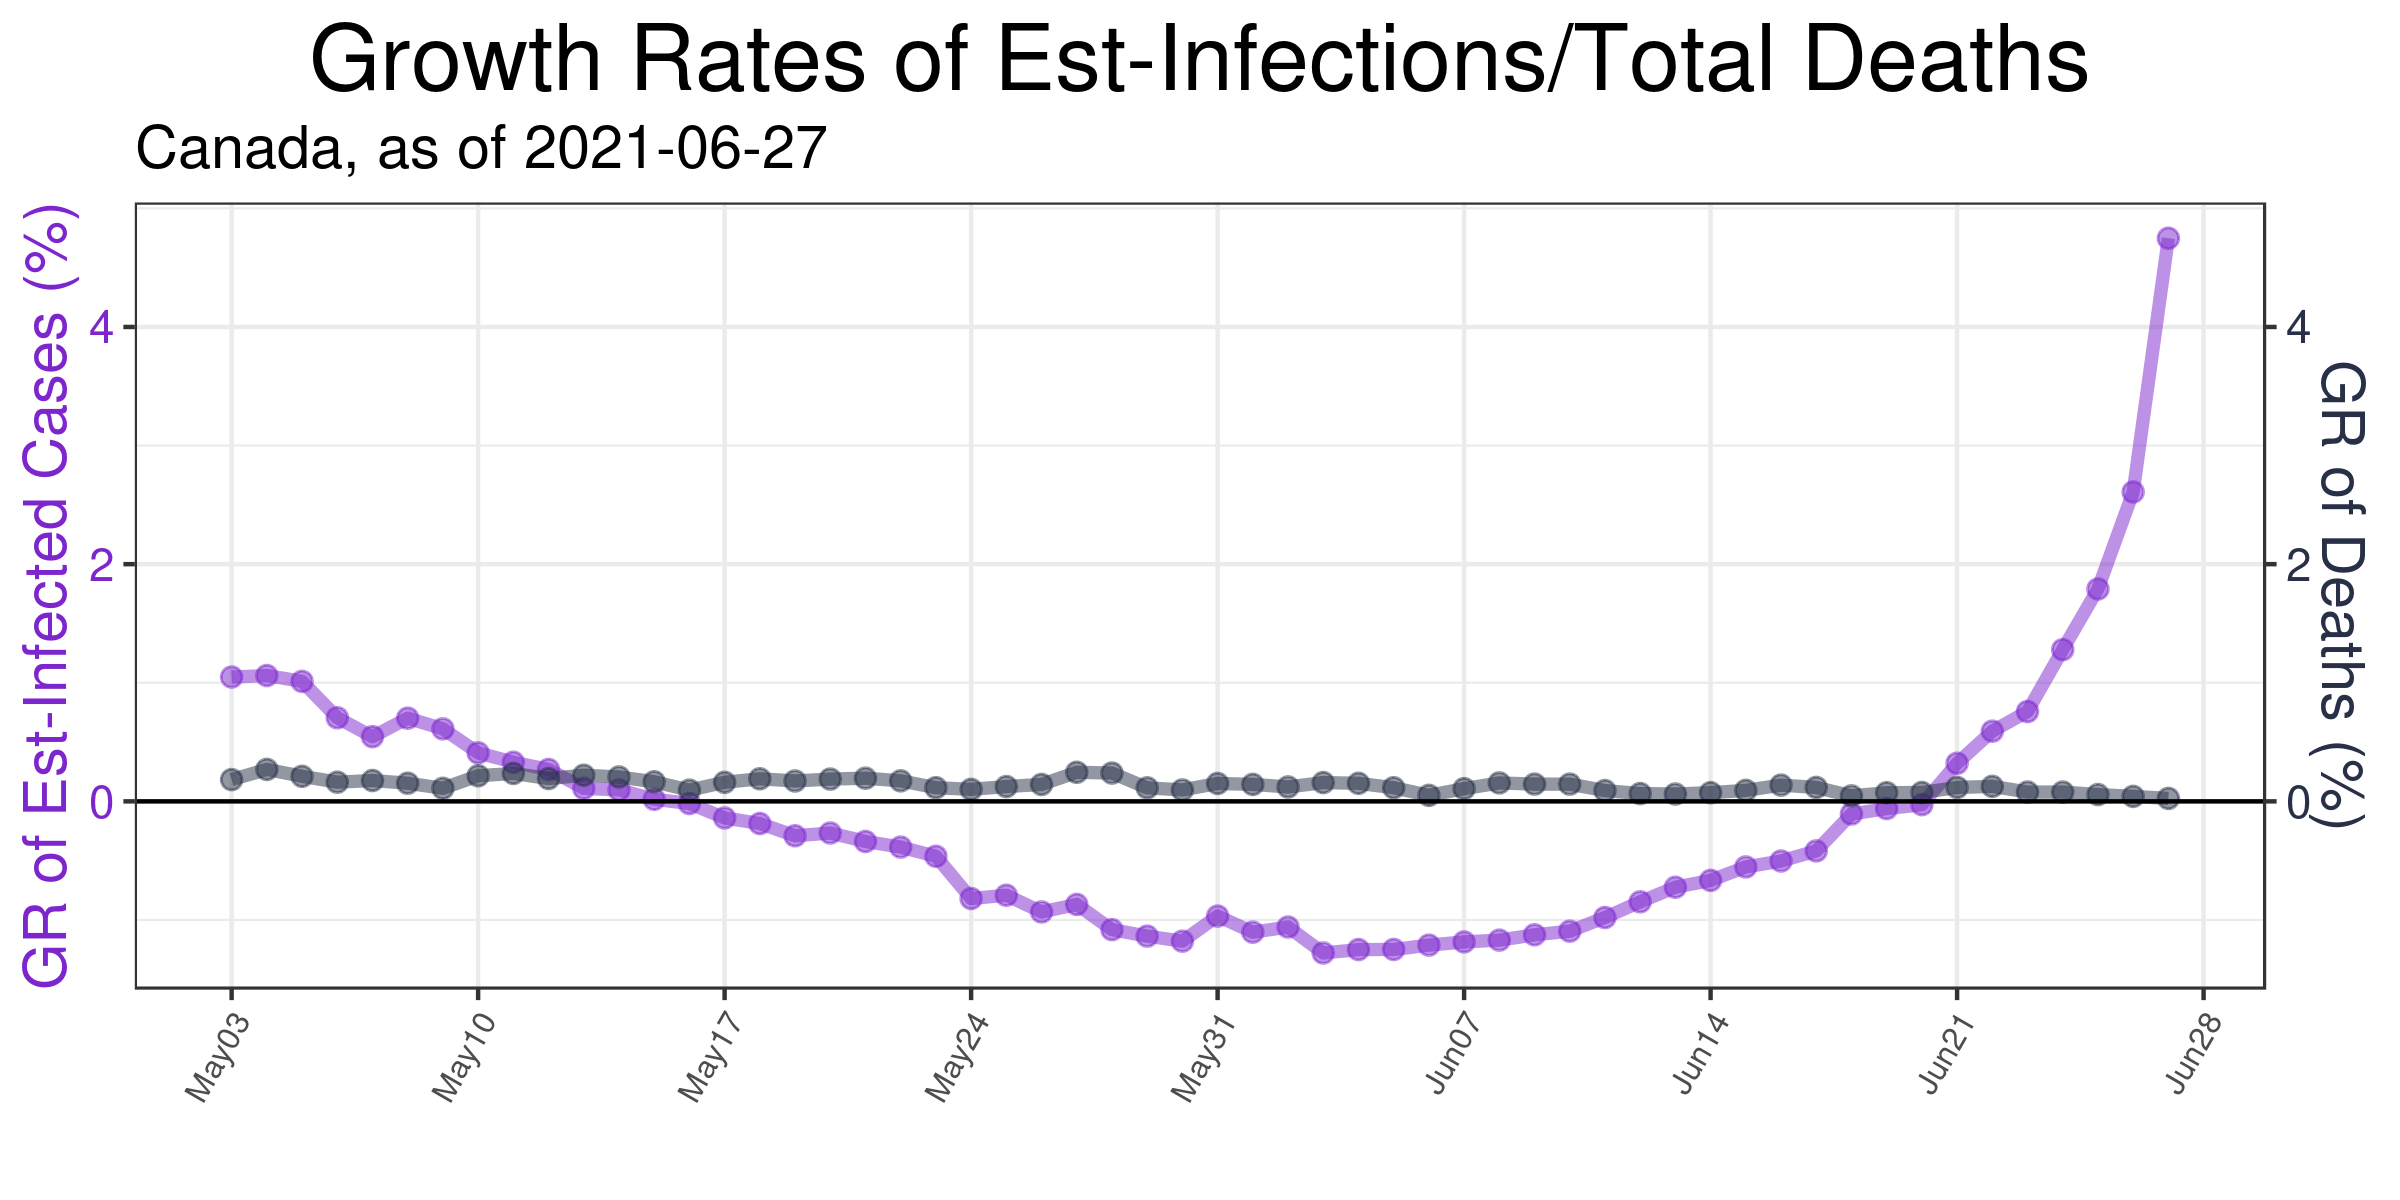 Growth Rates of Est-Infections/Total Deaths
Canada, as of 2021-06-27
GR of Est-Infected Cases (%)
4
2
0
4
2
0
GR of Deaths (%)
May03
May10
May17
May24
May31
Jun07
Jun14
Jun21
Jun28